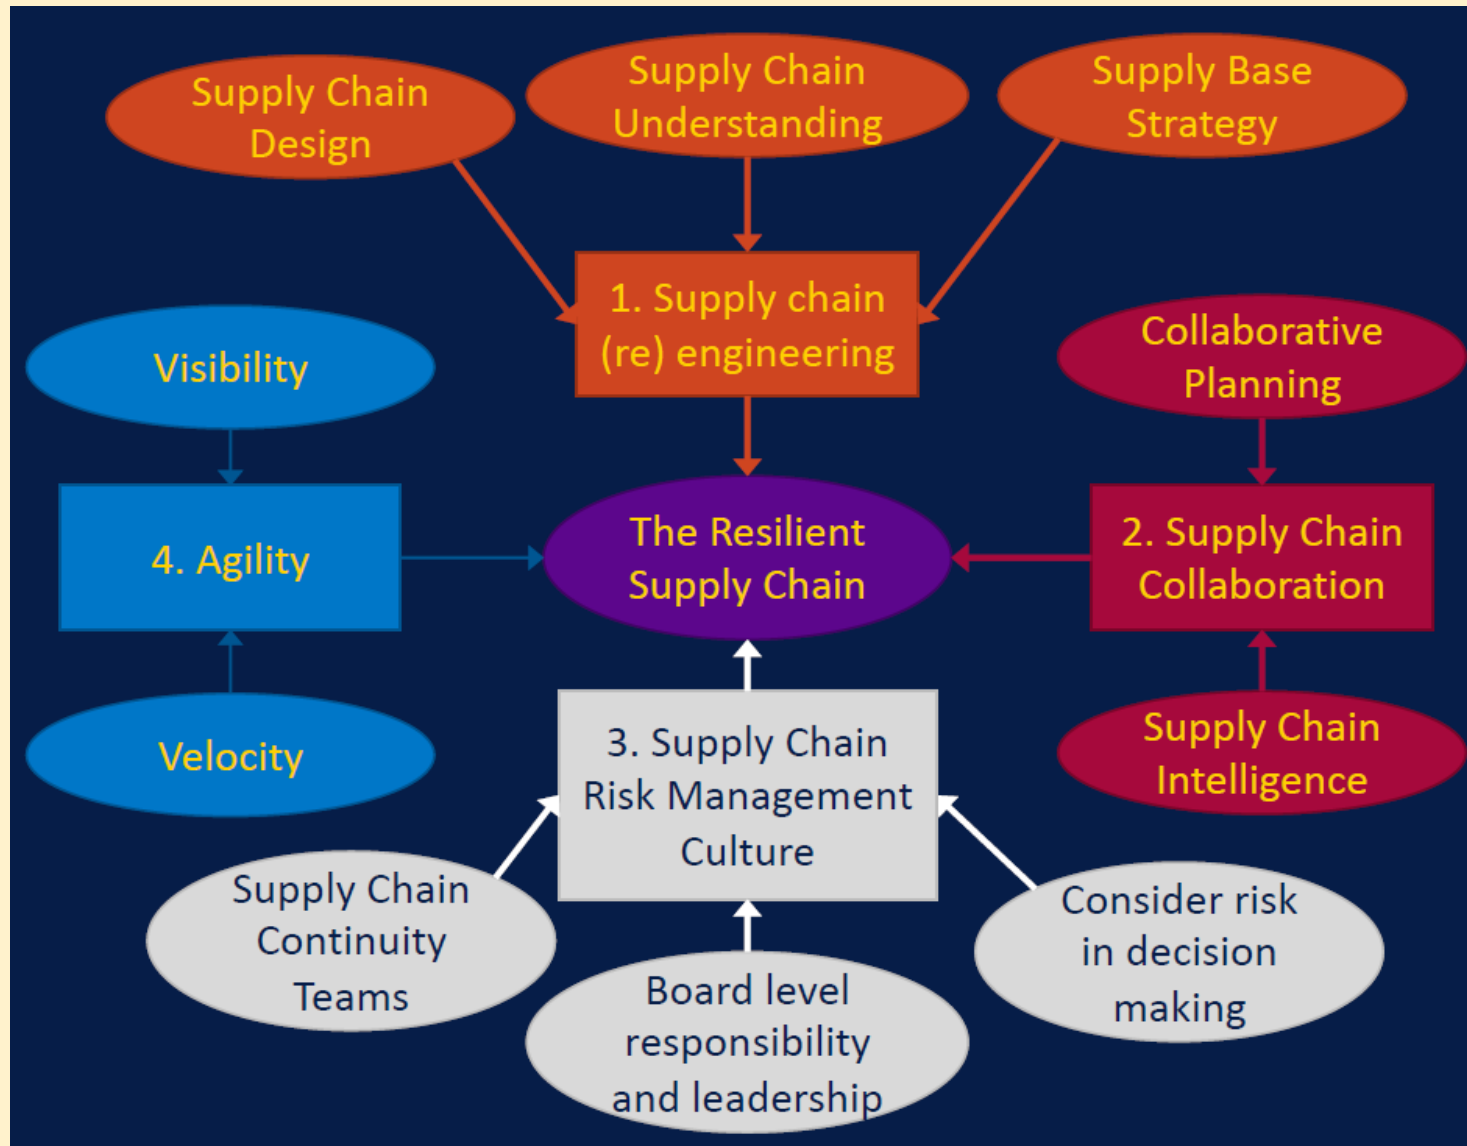 Supply Chain
Design
Supply Chain
Understanding
Supply Base
Strategy
1. Supply chain
(re) engineering
Visibility
Collaborative
Planning
4. Agility
The Resilient
Supply Chain
2. Supply Chain
Collaboration
Velocity
3. Supply Chain
Risk Management
Culture
Supply Chain
Intelligence
Supply Chain
Continuity
Teams
Board level
responsibility
and leadership
Consider risk
in decision
making